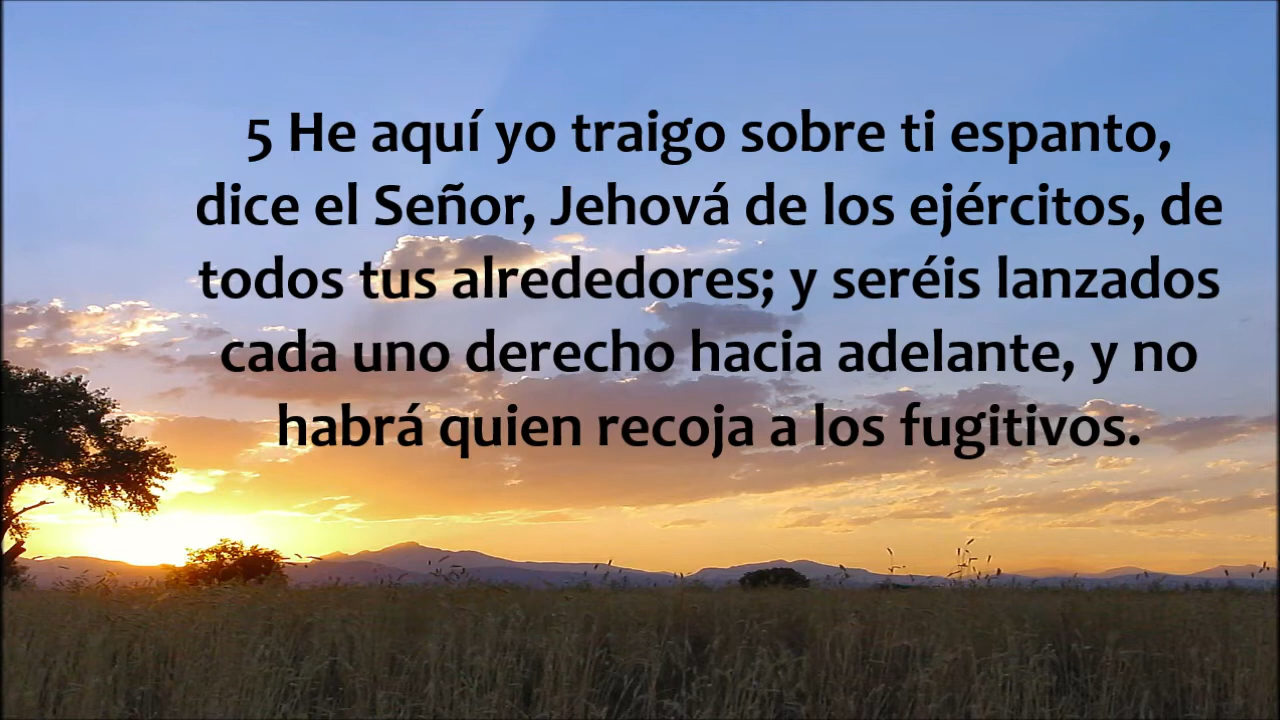 5 He aquí yo traigo sobre ti espanto,
dice el Señor, Jehová de los ejércitos, de
todos tus alrededores; y seréis lanzados
cada uno derecho hacia adelante, y no
habrá quien recoja a los fugitivos.